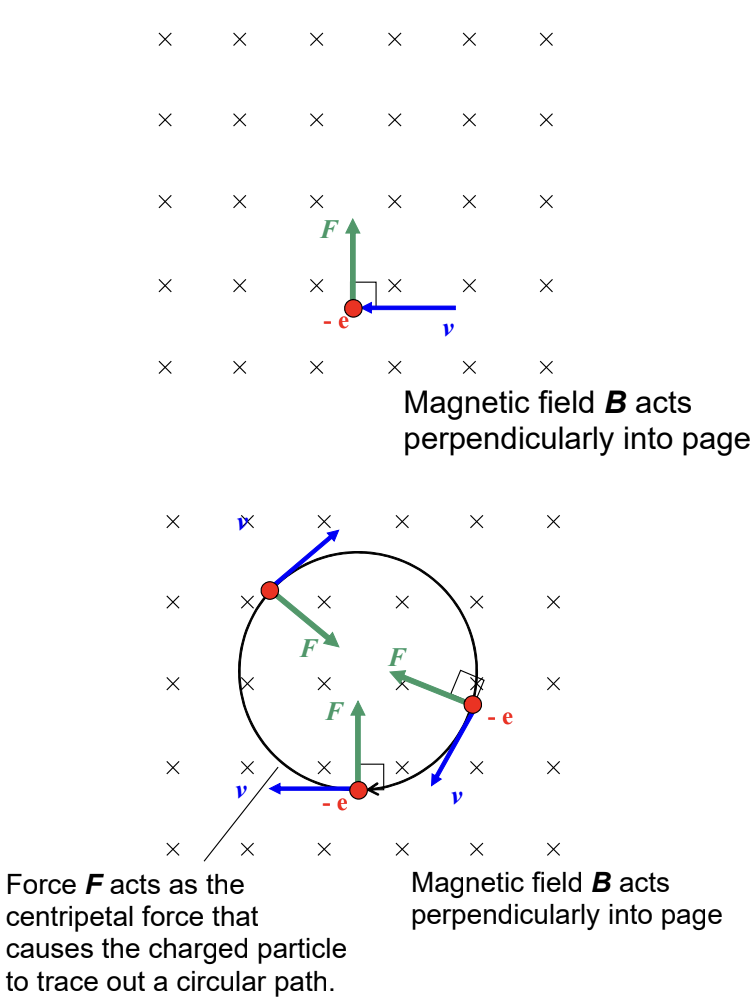 F
- e
v
Magnetic field B acts
perpendicularly into page
v
F
F
- e
F
v
- e
v
Force F acts as the
centripetal force that
causes the charged particle
to trace out a circular path.
Magnetic field B acts
perpendicularly into page